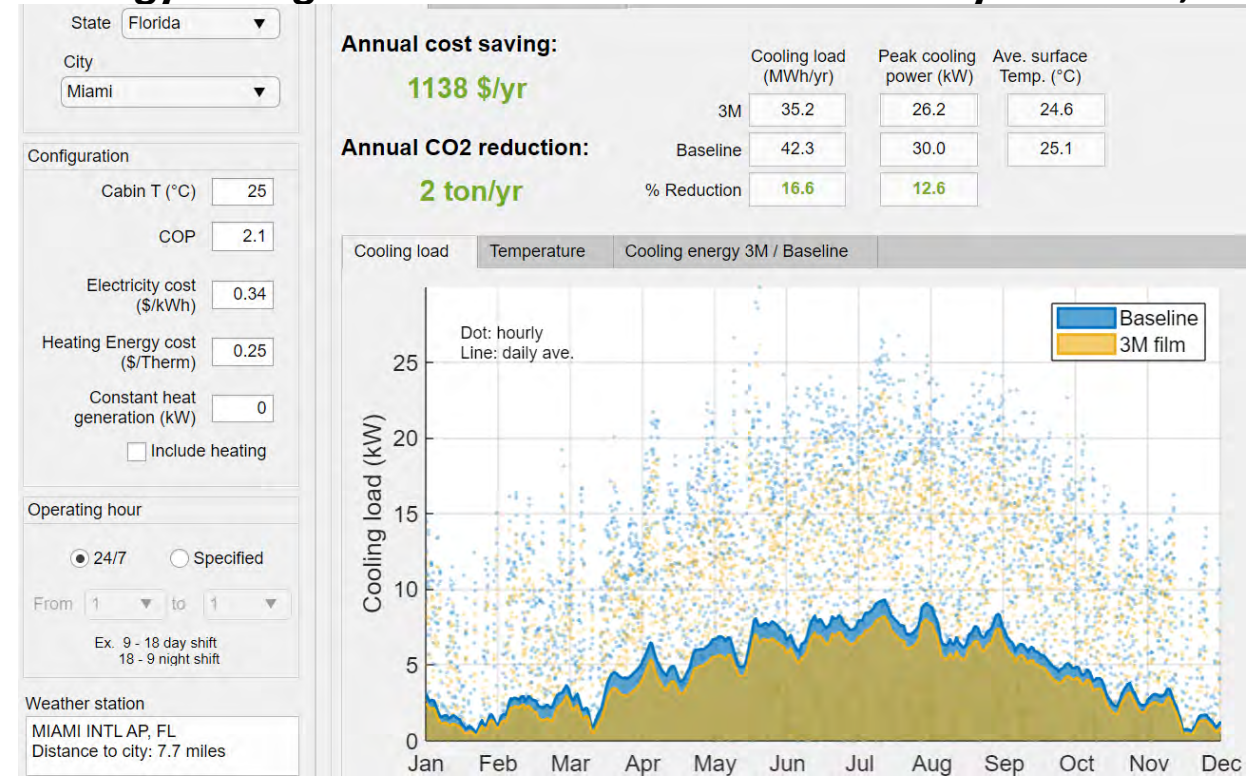 State Florida
City
Miami
Configuration
Cabin T (°C) 25
COP 2.1
Electricity cost
($/kWh) 0.34
Heating Energy cost
($/Therm) 0.25
Constant heat
generation (kW) 0
Include heating
Operating hour
24/7 Specified
From 1 to 1
Ex. 9 - 18 day shift
18 - 9 night shift
Weather station
MIAMI INTL AP, FL
Distance to city: 7.7 miles
Annual cost saving:
1138 $/yr
Annual CO2 reduction:
2 ton/yr
Cooling load
(MWh/yr)
Peak cooling
power (kW)
Ave. surface
Temp. (°C)
3M 35.2 26.2 24.6
Baseline 42.3 30.0 25.1
% Reduction 16.6 12.6
Cooling load Temperature Cooling energy 3M / Baseline
Dot: hourly
Line: daily ave.
Baseline
3M film
Cooling load (kW)
25
20
15
10
5
0
Jan Feb Mar Apr May Jun Jul Aug Sep Oct Nov Dec